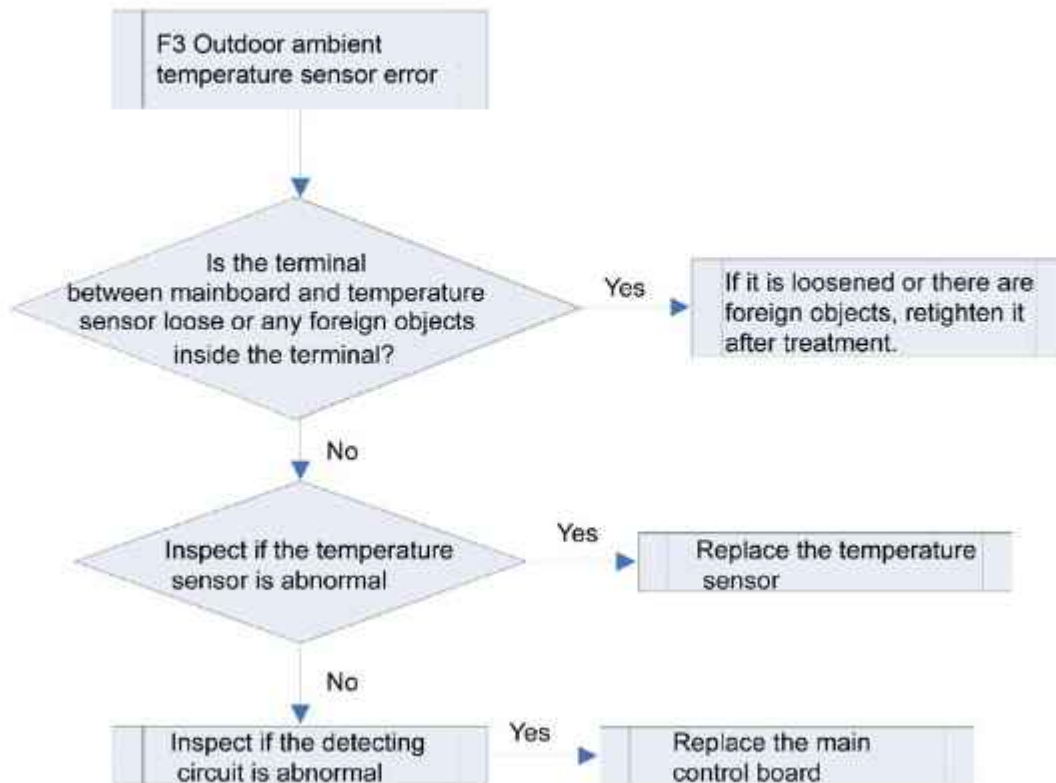 F3 Outdoor ambient
temperature sensor error
Is the terminal
between mainboard and temperature
sensor loose or any foreign objects
inside the terminal?
Yes
If it is loosened or there are
foreign objects, retighten it
after treatment.
No
Inspect if the temperature
sensor is abnormal
Yes
Replace the temperature
sensor
No
Inspect if the detecting
circuit is abnormal
Yes
Replace the main
control board